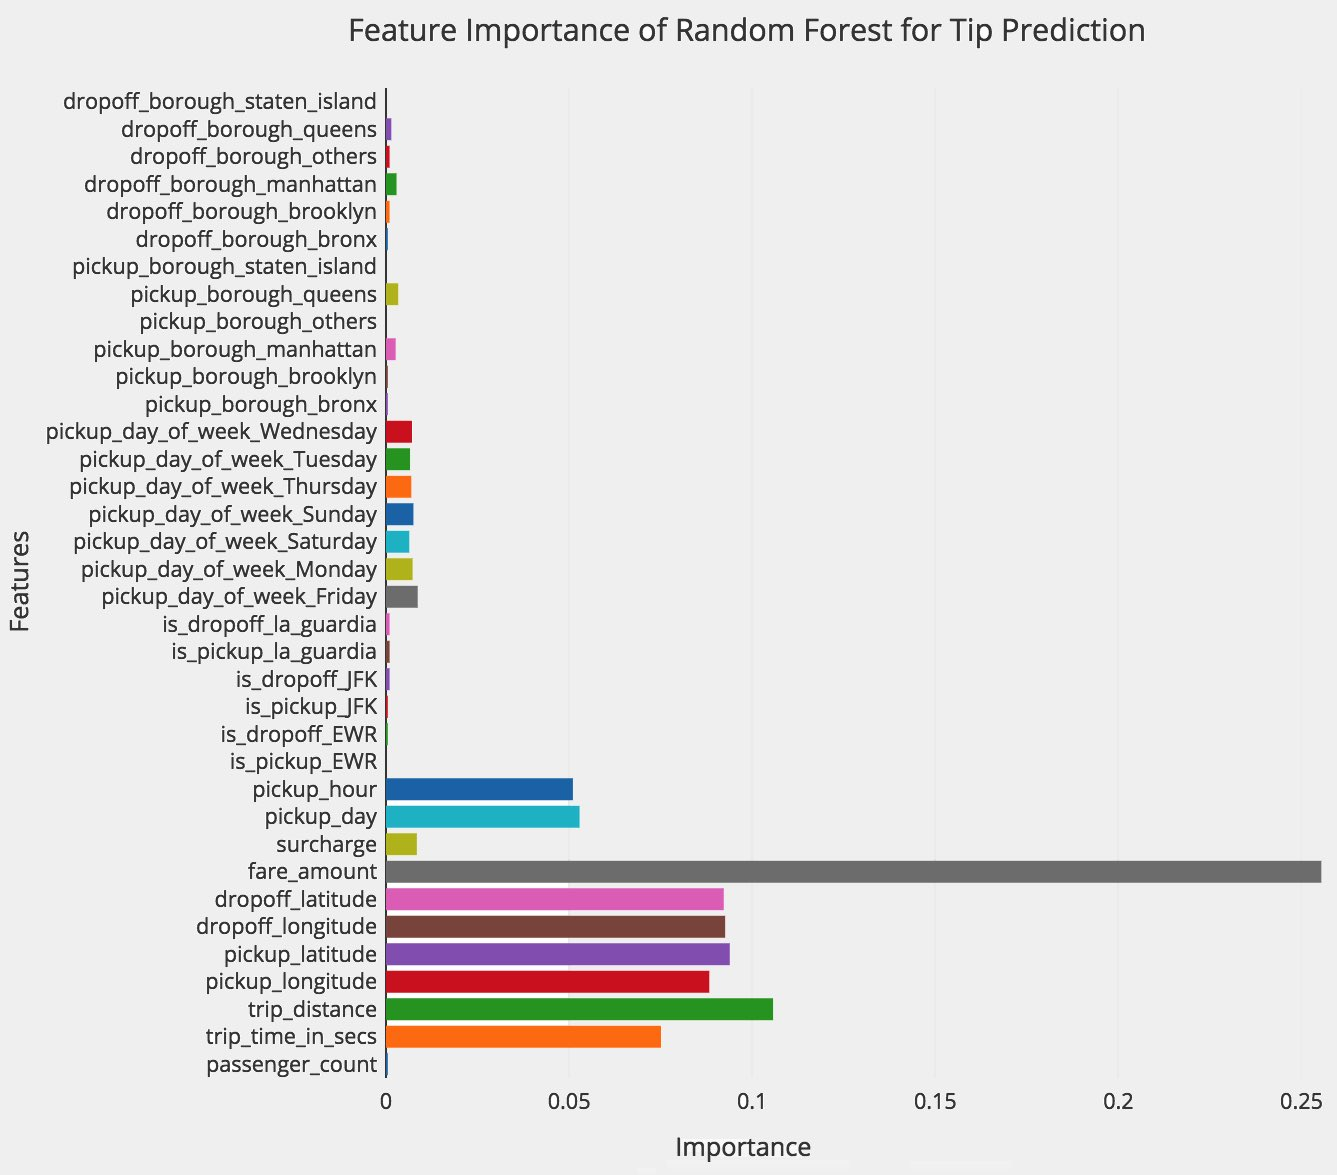 Feature Importance of Random Forest for Tip Prediction
dropoff_borough_staten_island
dropoff_borough_queens
dropoff_borough_others
dropoff_borough_manhattan
dropoff_borough_brooklyn
dropoff_borough_bronx
pickup_borough_staten_island
pickup_borough_queens
pickup_borough_others
pickup_borough_manhattan
pickup_borough_brooklyn
pickup_borough_bronx
pickup_day_of_week_Wednesday
pickup_day_of_week_Tuesday
pickup_day_of_week_Thursday
pickup_day_of_week_Sunday
pickup_day_of_week_Saturday
pickup_day_of_week_Monday
pickup_day_of_week_Friday
is_dropoff_la_guardia
is_pickup_la_guardia
is_dropoff_JFK
is_pickup_JFK
is_dropoff_EWR
is_pickup_EWR
pickup_hour
pickup_day
surcharge
fare_amount
dropoff_latitude
dropoff_longitude
pickup_latitude
pickup_longitude
trip_distance
trip_time_in_secs
passenger_count
Features
0 0.05 0.1 0.15 0.2 0.25
Importance